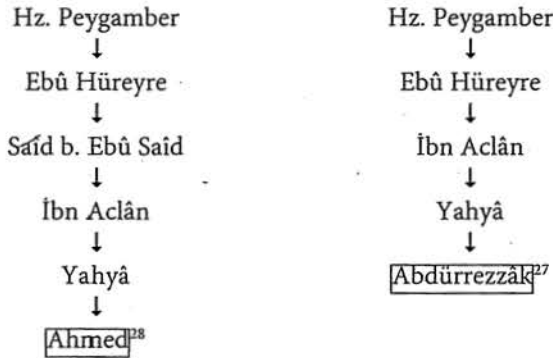 Hz. Peygamber
↓
Ebû Hüreyre
↓
Saîd b. Ebû Saîd
↓
İbn Aclân
↓
Yahyâ
↓
Ahmed²⁸
Hz. Peygamber
↓
Ebû Hüreyre
↓
İbn Aclân
↓
Yahyâ
↓
Abdürrezzâk²⁷